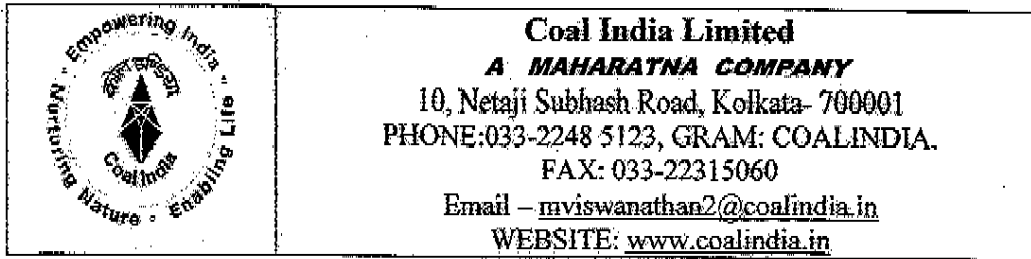 Empowering India - Enabling Life - Nurturing Nature -
कोल इण्डिया
Coal India
Coal India Limited
A MAHARATNA COMPANY
10, Netaji Subhash Road, Kolkata- 700001
PHONE:033-2248 5123, GRAM: COALINDIA,
FAX: 033-22315060
Email – mviswanathan2@coalindia.in
WEBSITE: www.coalindia.in